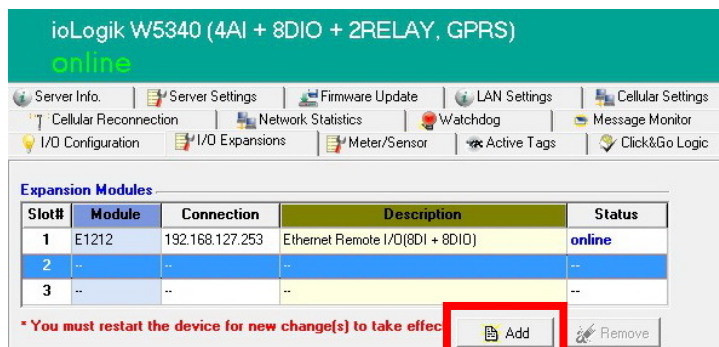 ioLogik W5340 (4AI + 8DIO + 2RELAY, GPRS)
online
Server Info. Server Settings Firmware Update LAN Settings Cellular Settings
Cellular Reconnection Network Statistics Watchdog Message Monitor
I/O Configuration I/O Expansions Meter/Sensor Active Tags Click&Go Logic
Expansion Modules
Slot# Module Connection Description Status
1 E1212 192.168.127.253 Ethernet Remote I/O(8DI + 8DIO) online
2 -- -- -- --
3 -- -- -- --
* You must restart the device for new change(s) to take effec Add Remove